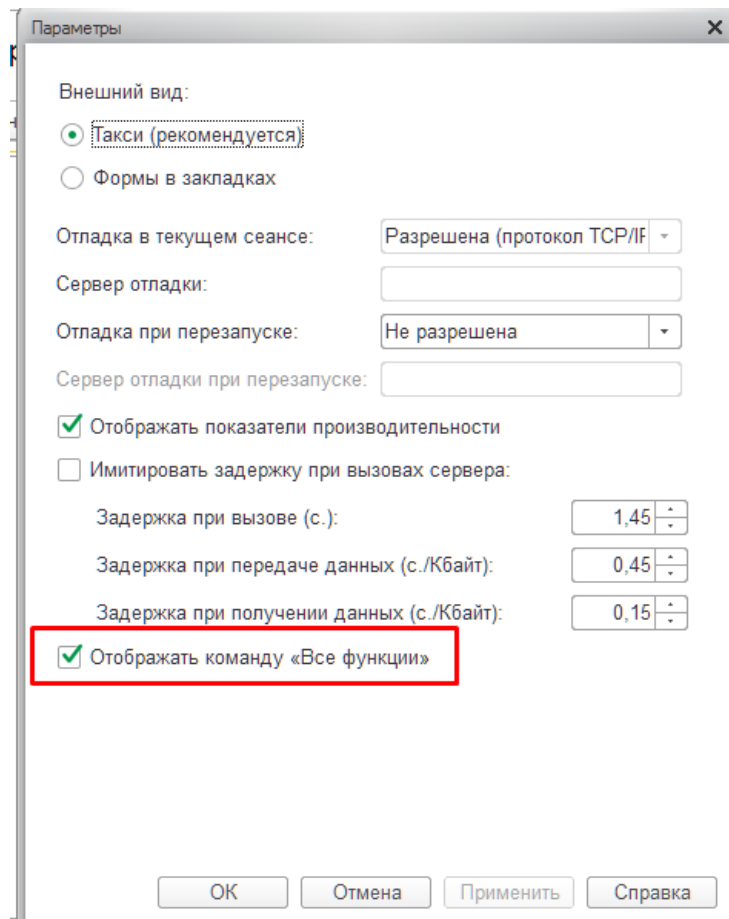 Параметры
Внешний вид:
Такси (рекомендуется)
Формы в закладках
Отладка в текущем сеансе: Разрешена (протокол TCP/IP
Сервер отладки:
Отладка при перезапуске: Не разрешена
Сервер отладки при перезапуске:
Отображать показатели производительности
Имитировать задержку при вызовах сервера:
Задержка при вызове (с.): 1,45
Задержка при передаче данных (с./Кбайт): 0,45
Задержка при получении данных (с./Кбайт): 0,15
Отображать команду «Все функции»
ОК Отмена Применить Справка